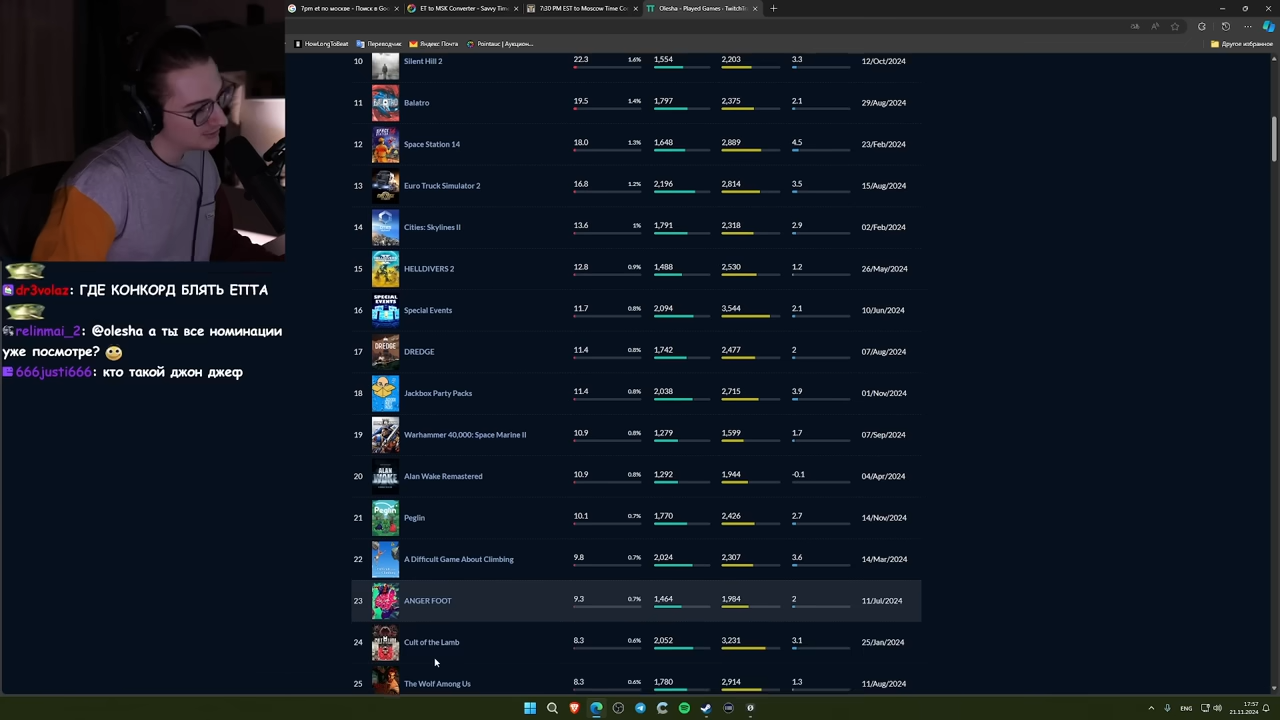 7pm et по моско
ET to MSK Converter - Savvy Tim
7:30 PM EST to Moscow Time Co
Olesha - Played Games - Twitch
HowLongToBeat
Переводчик
Яндекс Почта
Pointauc | Аукцион...
Другое избранное
10 Silent Hill 2 22.3 1.6% 1,554 2,203 3.3 12/Oct/2024
11 Balatro 19.5 1.4% 1,797 2,375 2.1 29/Aug/2024
12 Space Station 14 18.0 1.3% 1,648 2,889 4.5 23/Feb/2024
13 Euro Truck Simulator 2 16.8 1.2% 2,196 2,814 3.5 15/Aug/2024
14 Cities: Skylines II 13.6 1% 1,791 2,318 2.9 02/Feb/2024
15 HELLDIVERS 2 12.8 0.9% 1,488 2,530 1.2 26/May/2024
16 Special Events 11.7 0.8% 2,094 3,544 2.1 10/Jun/2024
17 DREDGE 11.4 0.8% 1,742 2,477 2 07/Aug/2024
18 Jackbox Party Packs 11.4 0.8% 2,038 2,715 3.9 01/Nov/2024
19 Warhammer 40,000: Space Marine II 10.9 0.8% 1,279 1,599 1.7 07/Sep/2024
20 Alan Wake Remastered 10.9 0.8% 1,292 1,944 -0.1 04/Apr/2024
21 Peglin 10.1 0.7% 1,770 2,426 2.7 14/Nov/2024
22 A Difficult Game About Climbing 9.8 0.7% 2,024 2,307 3.6 14/Mar/2024
23 ANGER FOOT 9.3 0.7% 1,464 1,984 2 11/Jul/2024
24 Cult of the Lamb 8.3 0.6% 2,052 3,231 3.1 25/Jan/2024
25 The Wolf Among Us 8.3 0.6% 1,780 2,914 1.3 11/Aug/2024
dr3volaz: ГДЕ КОНКОРД БЛЯТЬ ЕПТА
relinmai_2: @olesha а ты все номинации
уже посмотре?
666justi666: кто такой джон джеф
SPECIAL
EVENTS
DREDGE
ALAN
WAKE
Peglin
ENG
17:57
21.11.2024